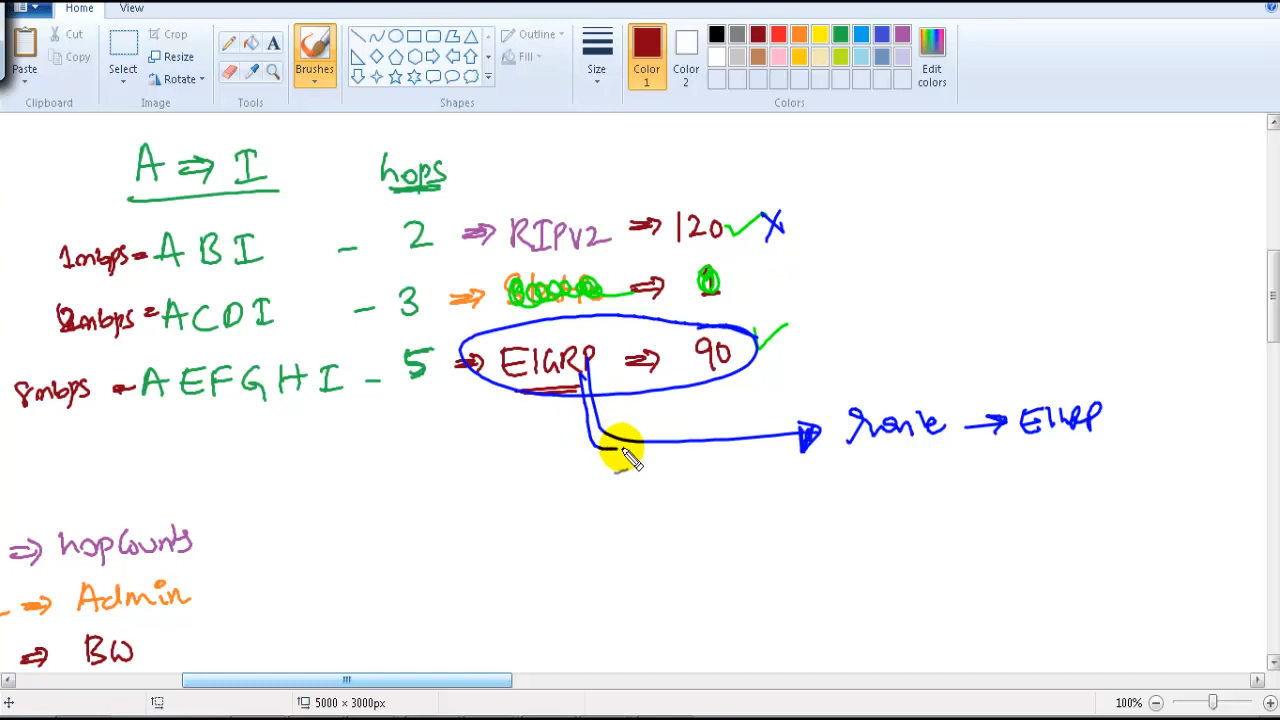 Home View
Paste
Cut
Copy
Clipboard
Select
Crop
Resize
Rotate
Image
Tools
Brushes
Shapes
Outline
Fill
Size
Color 1
Color 2
Edit colors
Colors
A ⇒ I hops
1mbps = A B I - 2 ⇒ RIPV2 ⇒ 120 ✓ X
2mbps = A C D I - 3 ⇒ ⇒ 1
8mbps - A E F G H I - 5 ⇒ EIGRP ⇒ 90 ✓
→ EIGRP
⇒ hopCounts
⇒ Admin
⇒ BW
5000 × 3000px 100%